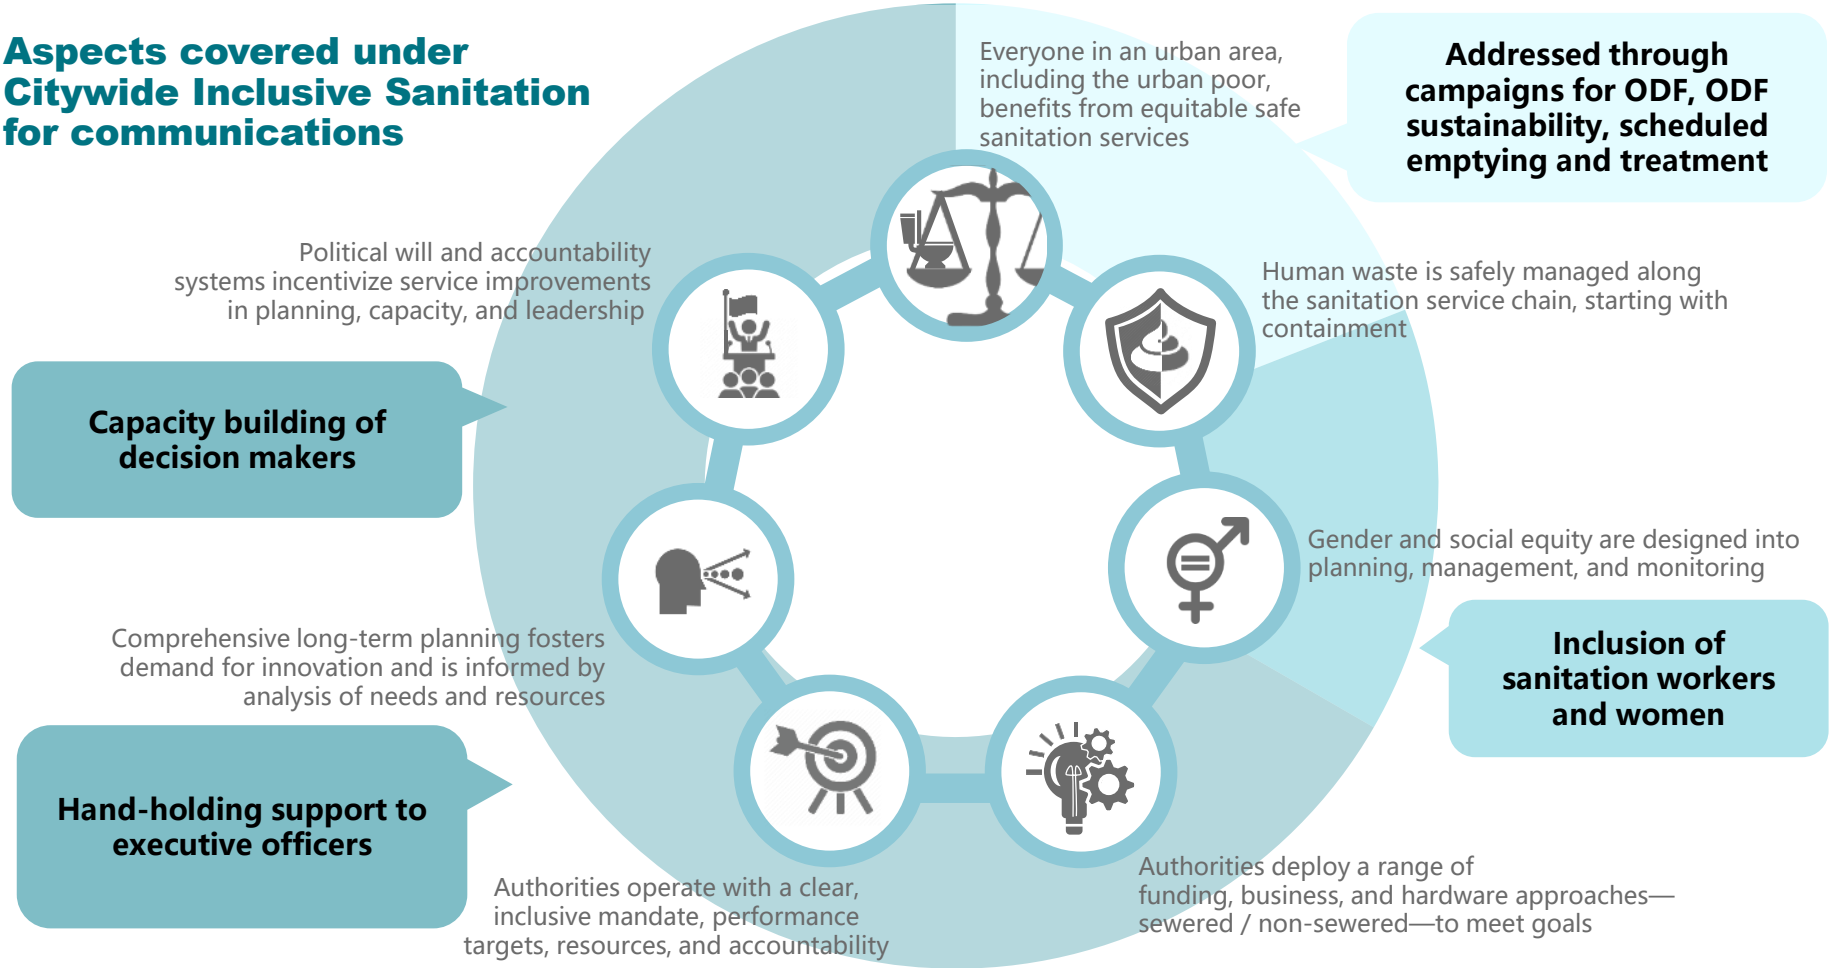 Aspects covered under
Citywide Inclusive Sanitation
for communications
Everyone in an urban area,
including the urban poor,
benefits from equitable safe
sanitation services
Addressed through
campaigns for ODF, ODF
sustainability, scheduled
emptying and treatment
Human waste is safely managed along
the sanitation service chain, starting with
containment
Gender and social equity are designed into
planning, management, and monitoring
Inclusion of
sanitation workers
and women
Authorities deploy a range of
funding, business, and hardware approaches—
sewered / non-sewered—to meet goals
Authorities operate with a clear,
inclusive mandate, performance
targets, resources, and accountability
Hand-holding support to
executive officers
Comprehensive long-term planning fosters
demand for innovation and is informed by
analysis of needs and resources
Capacity building of
decision makers
Political will and accountability
systems incentivize service improvements
in planning, capacity, and leadership